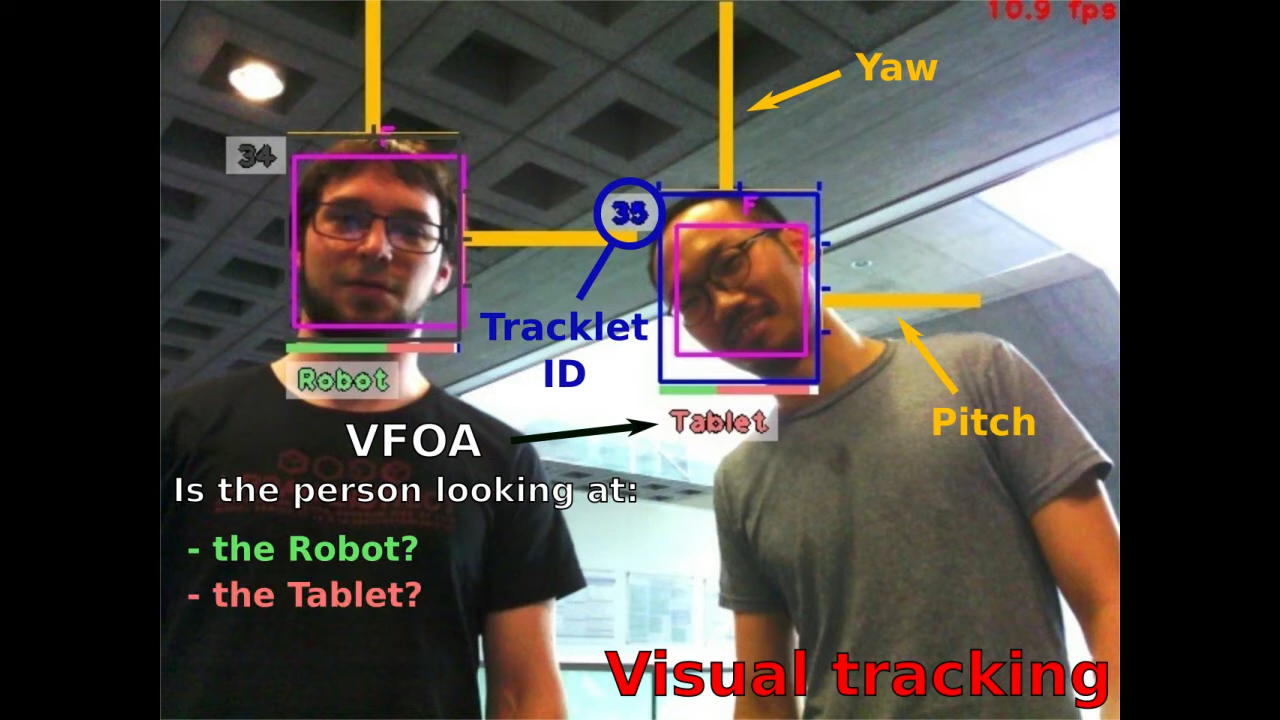 10.9 fps
Yaw
34
F
35
F
Tracklet
ID
Robot
Tablet
Pitch
VFOA
Is the person looking at:
- the Robot?
- the Tablet?
Visual tracking